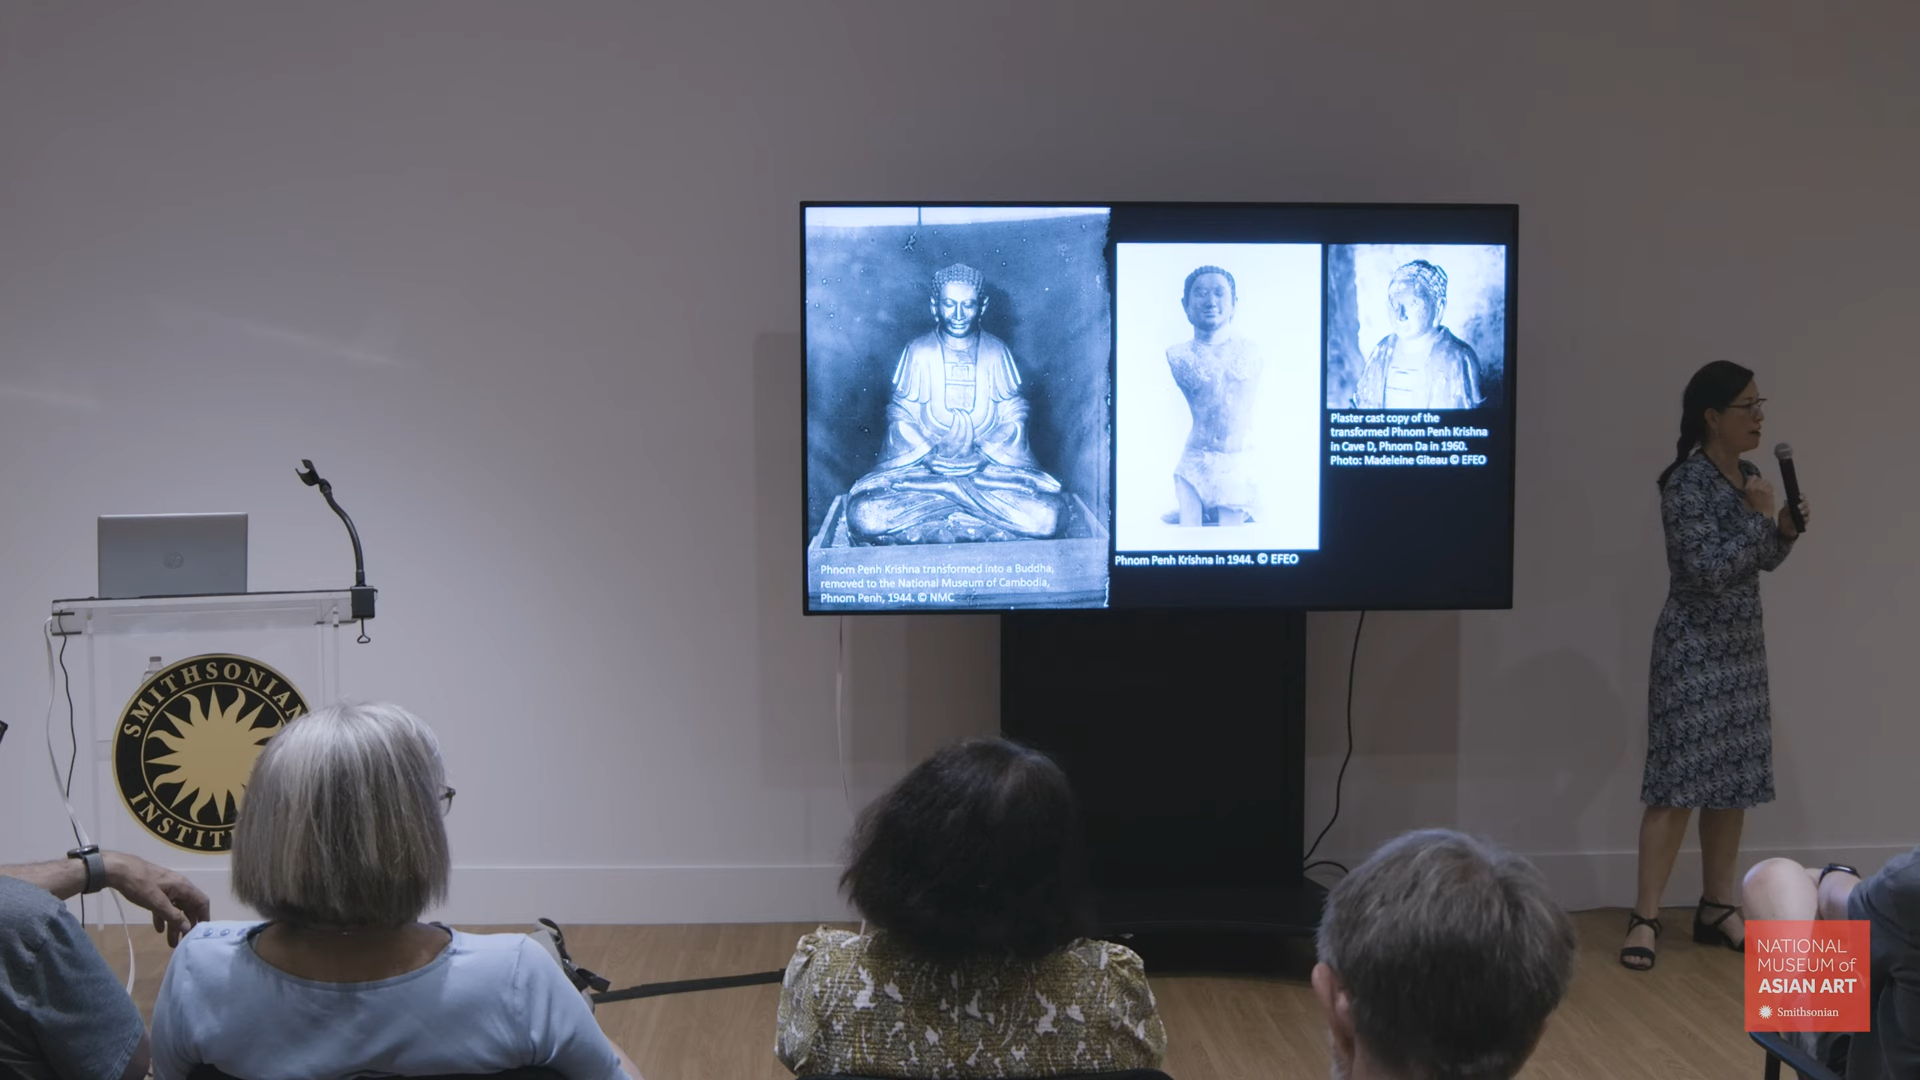 Phnom Penh Krishna transformed into a Buddha,
removed to the National Museum of Cambodia,
Phnom Penh, 1944. © NMC
Phnom Penh Krishna in 1944. © EFEO
Plaster cast copy of the
transformed Phnom Penh Krishna
in Cave D, Phnom Da in 1960.
Photo: Madeleine Giteau © EFEO
hp
SMITHSONIAN
INSTIT
NATIONAL
MUSEUM of
ASIAN ART
Smithsonian